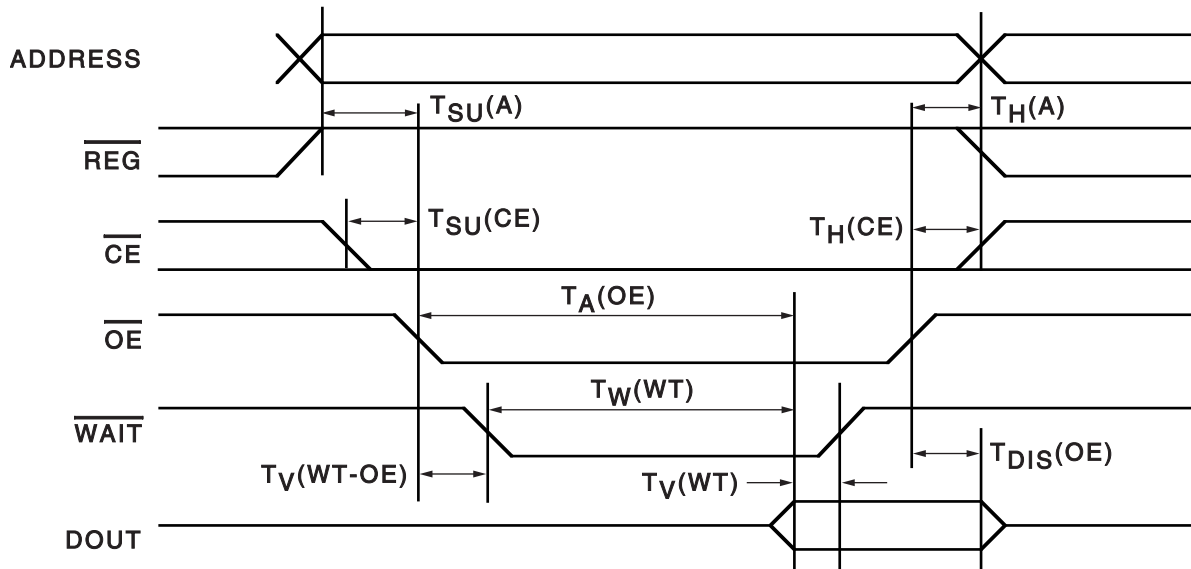 ADDRESS
TSU(A)
TH(A)
REG
TSU(CE)
TH(CE)
CE
TA(OE)
OE
TW(WT)
WAIT
TV(WT-OE)
TV(WT)
TDIS(OE)
DOUT